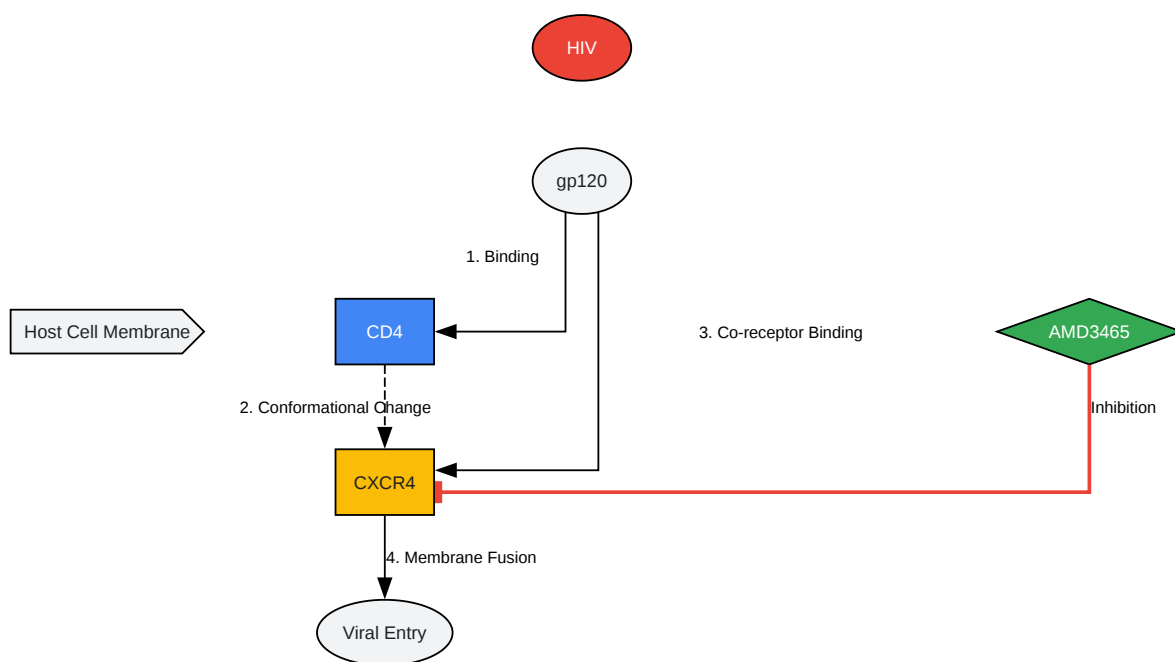 HIV
gp120
1. Binding
Host Cell Membrane
CD4
3. Co-receptor Binding
AMD3465
2. Conformational Change
Inhibition
CXCR4
4. Membrane Fusion
Viral Entry